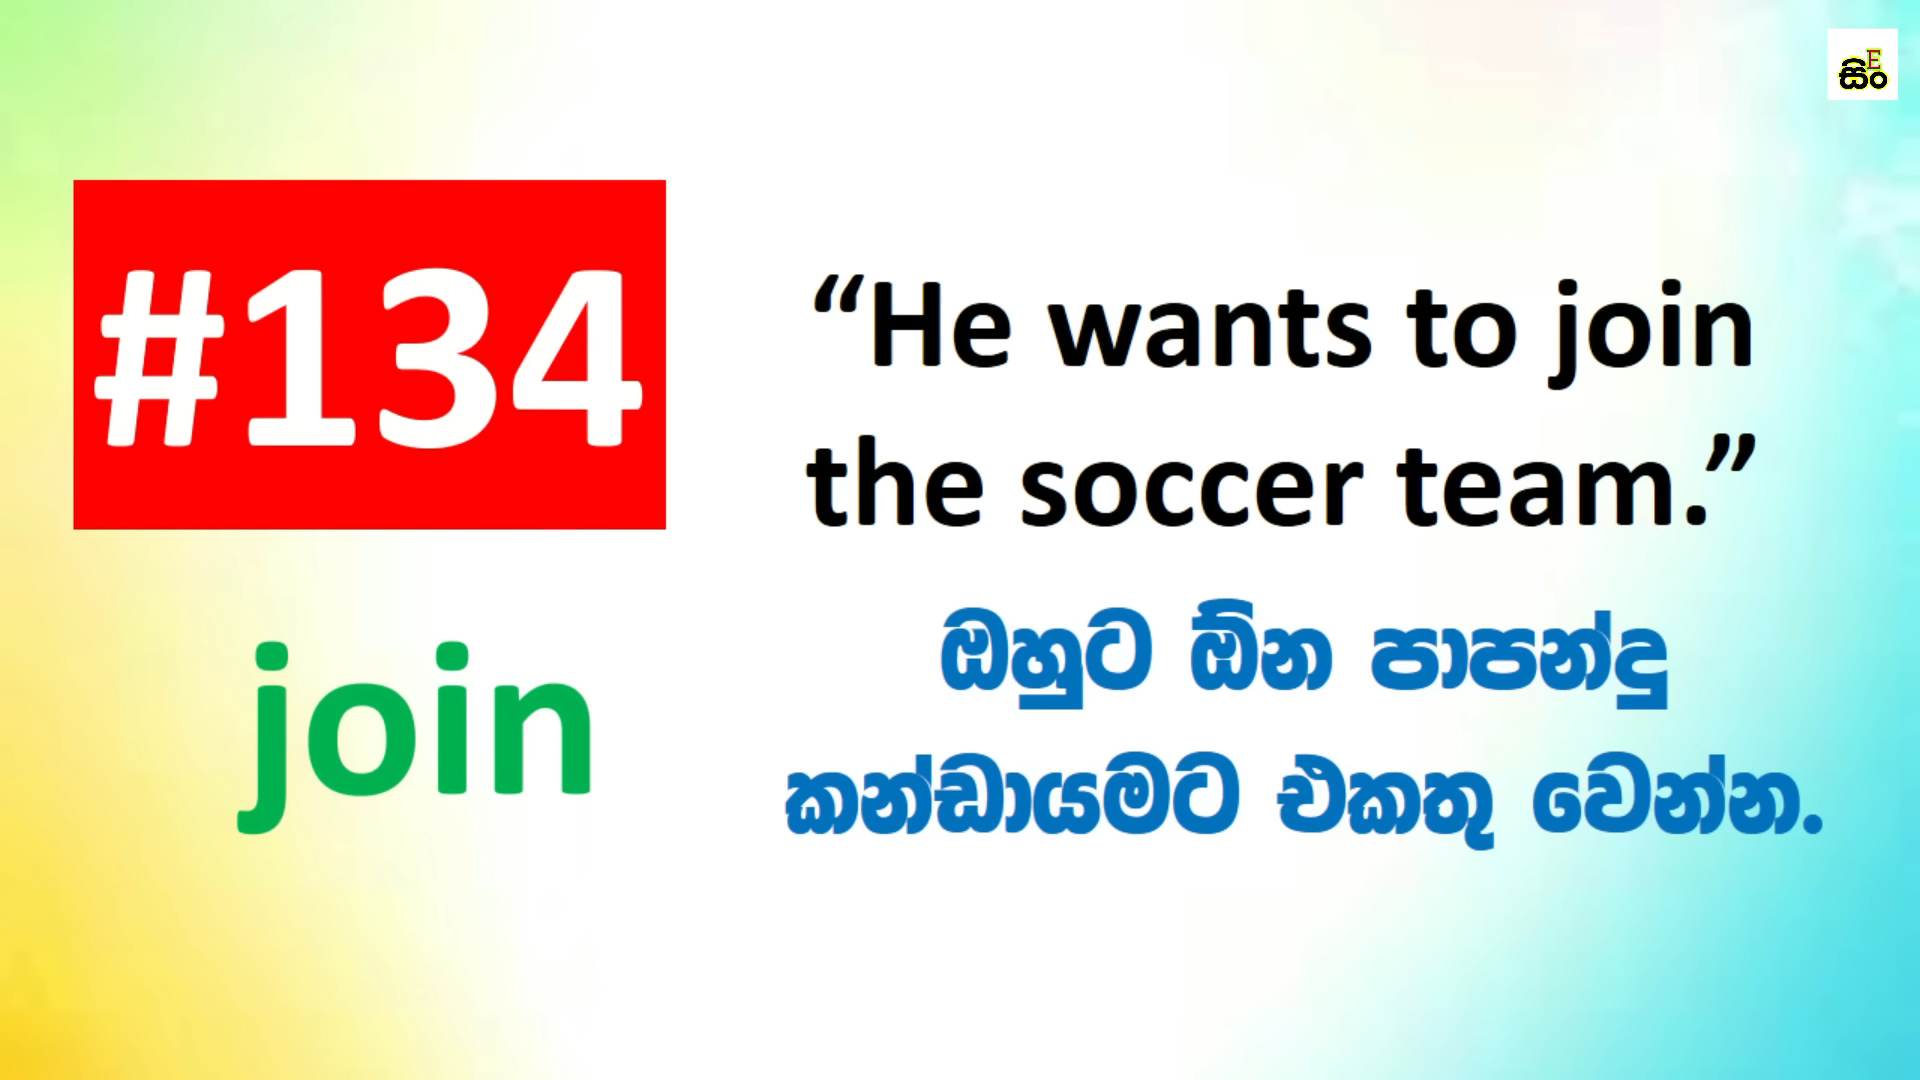 සිංE
#134
join
“He wants to join
the soccer team.”
ඔහුට ඕන පාපන්දු
කන්ඩායමට එකතු වෙන්න.